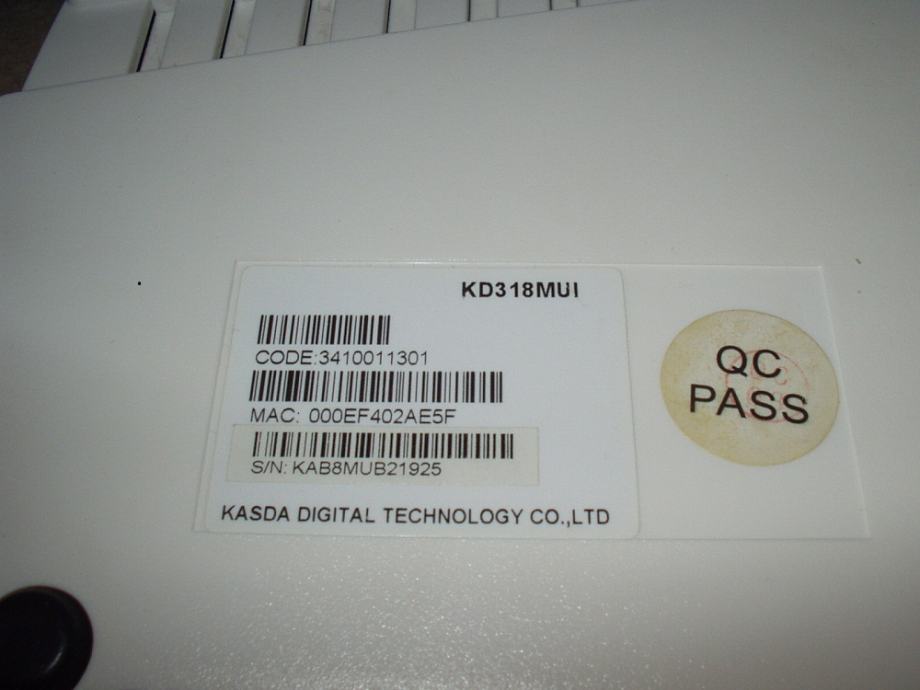 KD318MUI
CODE:3410011301
MAC: 000EF402AE5F
S/N: KAB8MUB21925
KASDA DIGITAL TECHNOLOGY CO.,LTD
QC
PASS